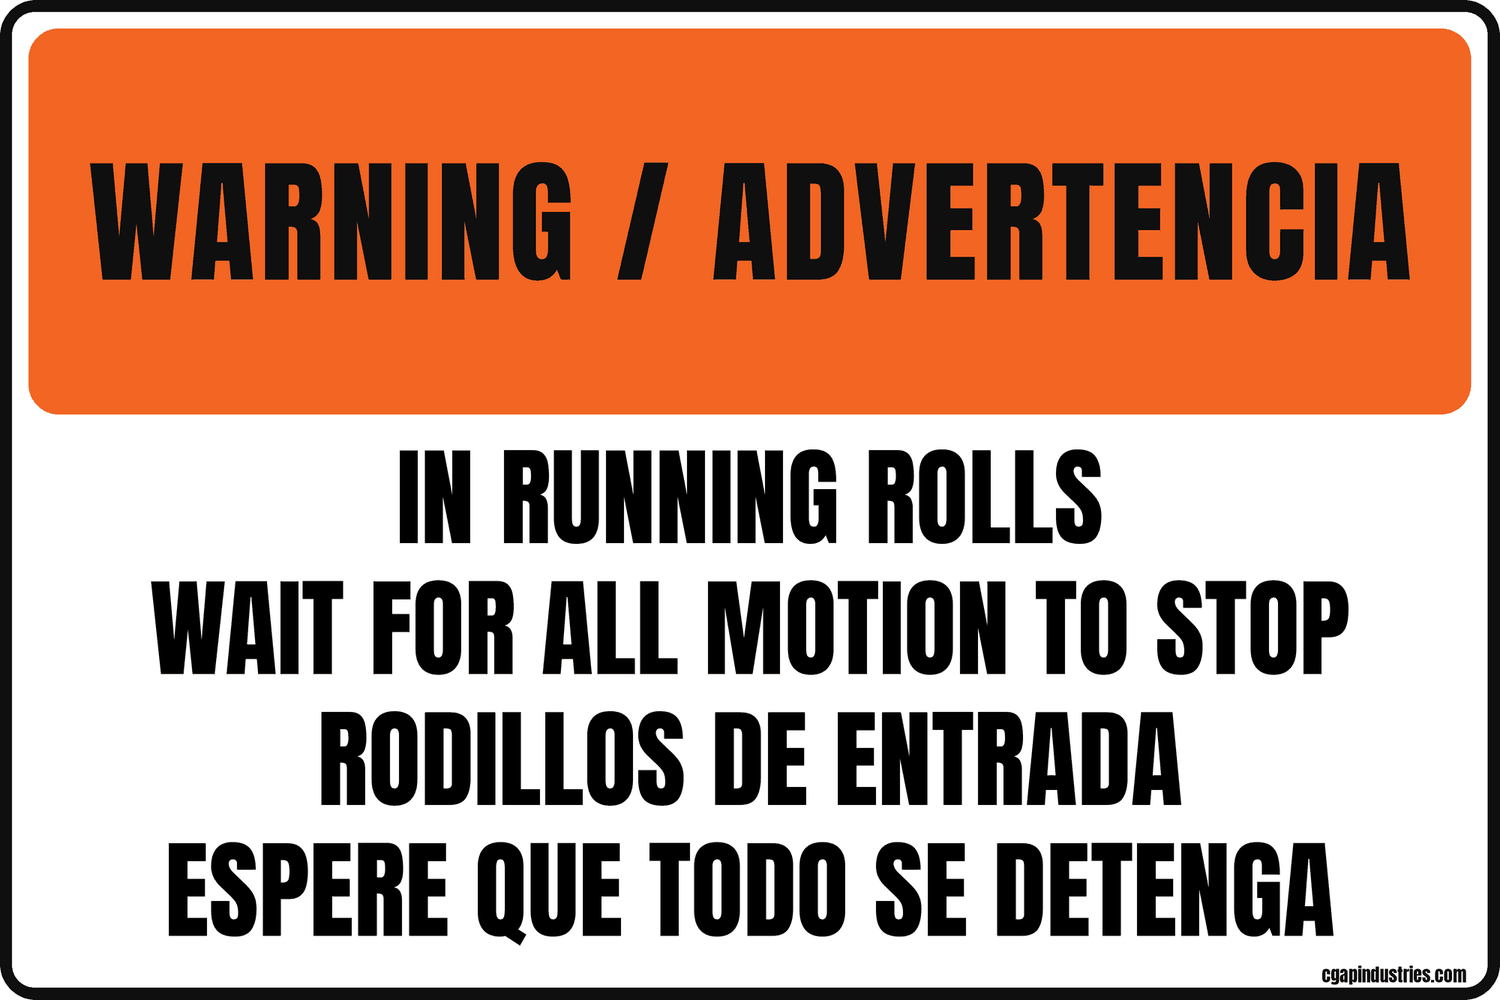 WARNING / ADVERTENCIA
IN RUNNING ROLLS
WAIT FOR ALL MOTION TO STOP
RODILLOS DE ENTRADA
ESPERE QUE TODO SE DETENGA
cgapindustries.com